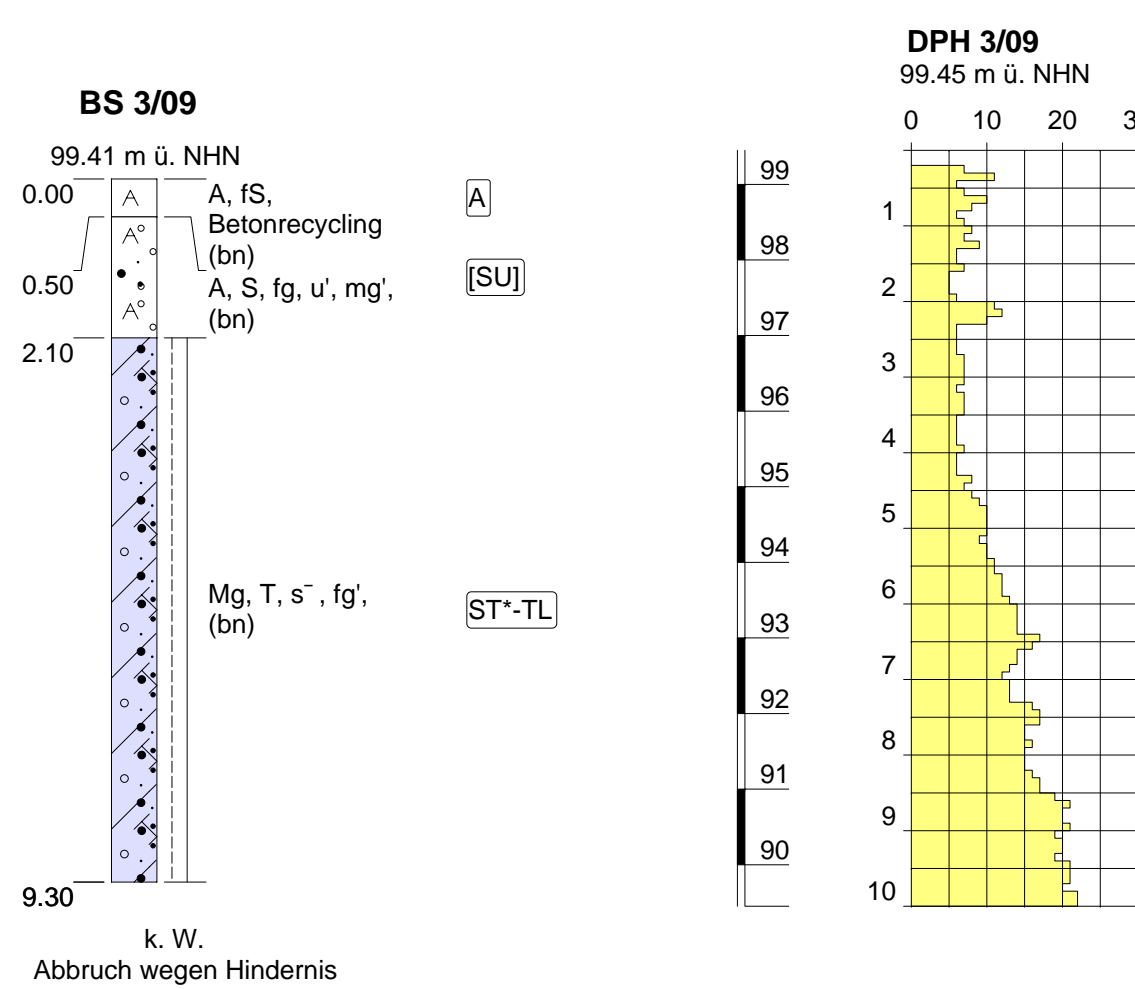 BS 3/09
99.41 m ü. NHN
0.00
A, fS,
Betonrecycling
(bn)
A
0.50
A, S, fg, u', mg',
(bn)
[SU]
2.10
Mg, T, s¯ , fg',
(bn)
ST*-TL
9.30
k. W.
Abbruch wegen Hindernis
99
98
97
96
95
94
93
92
91
90
DPH 3/09
99.45 m ü. NHN
0 10 20 3
1
2
3
4
5
6
7
8
9
10